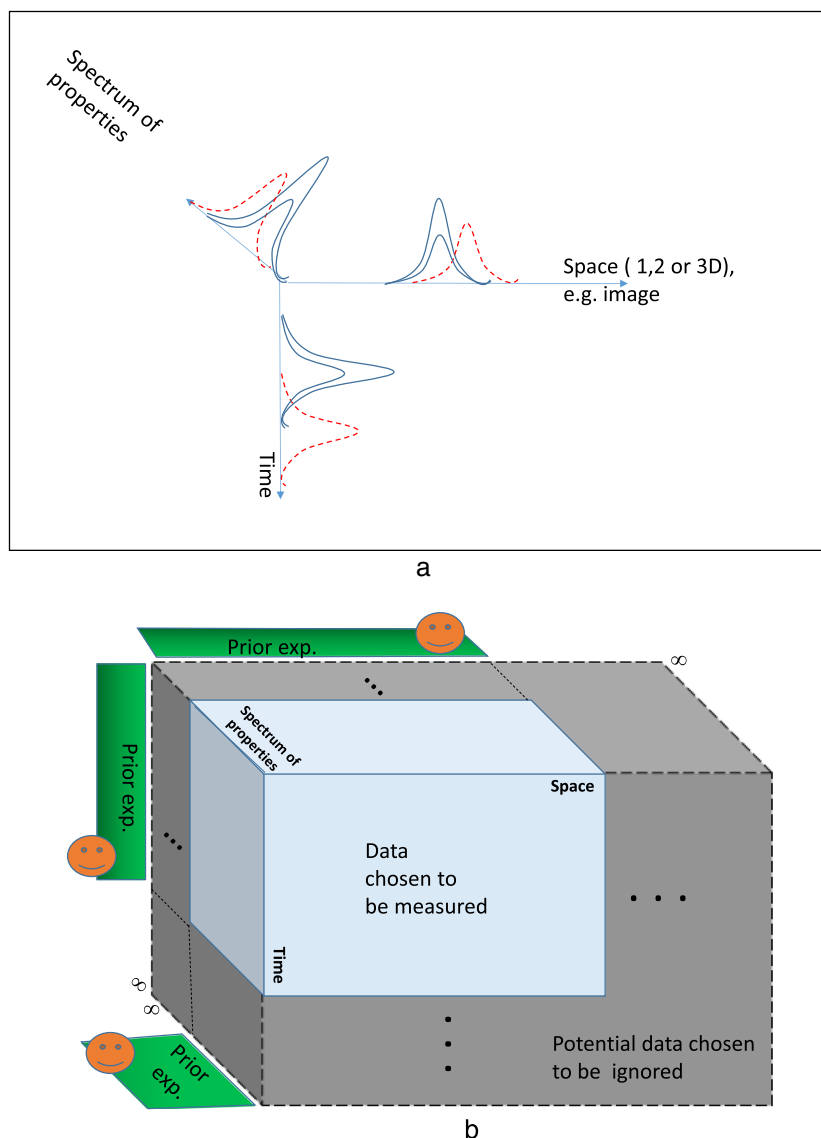 Spectrum of
properties
Space ( 1,2 or 3D),
e.g. image
Time
a
Prior exp.
∞
Prior exp.
Spectrum of
properties
Space
Data
chosen to
be measured
Time
∞
∞
Prior
exp.
Potential data chosen
to be ignored
b